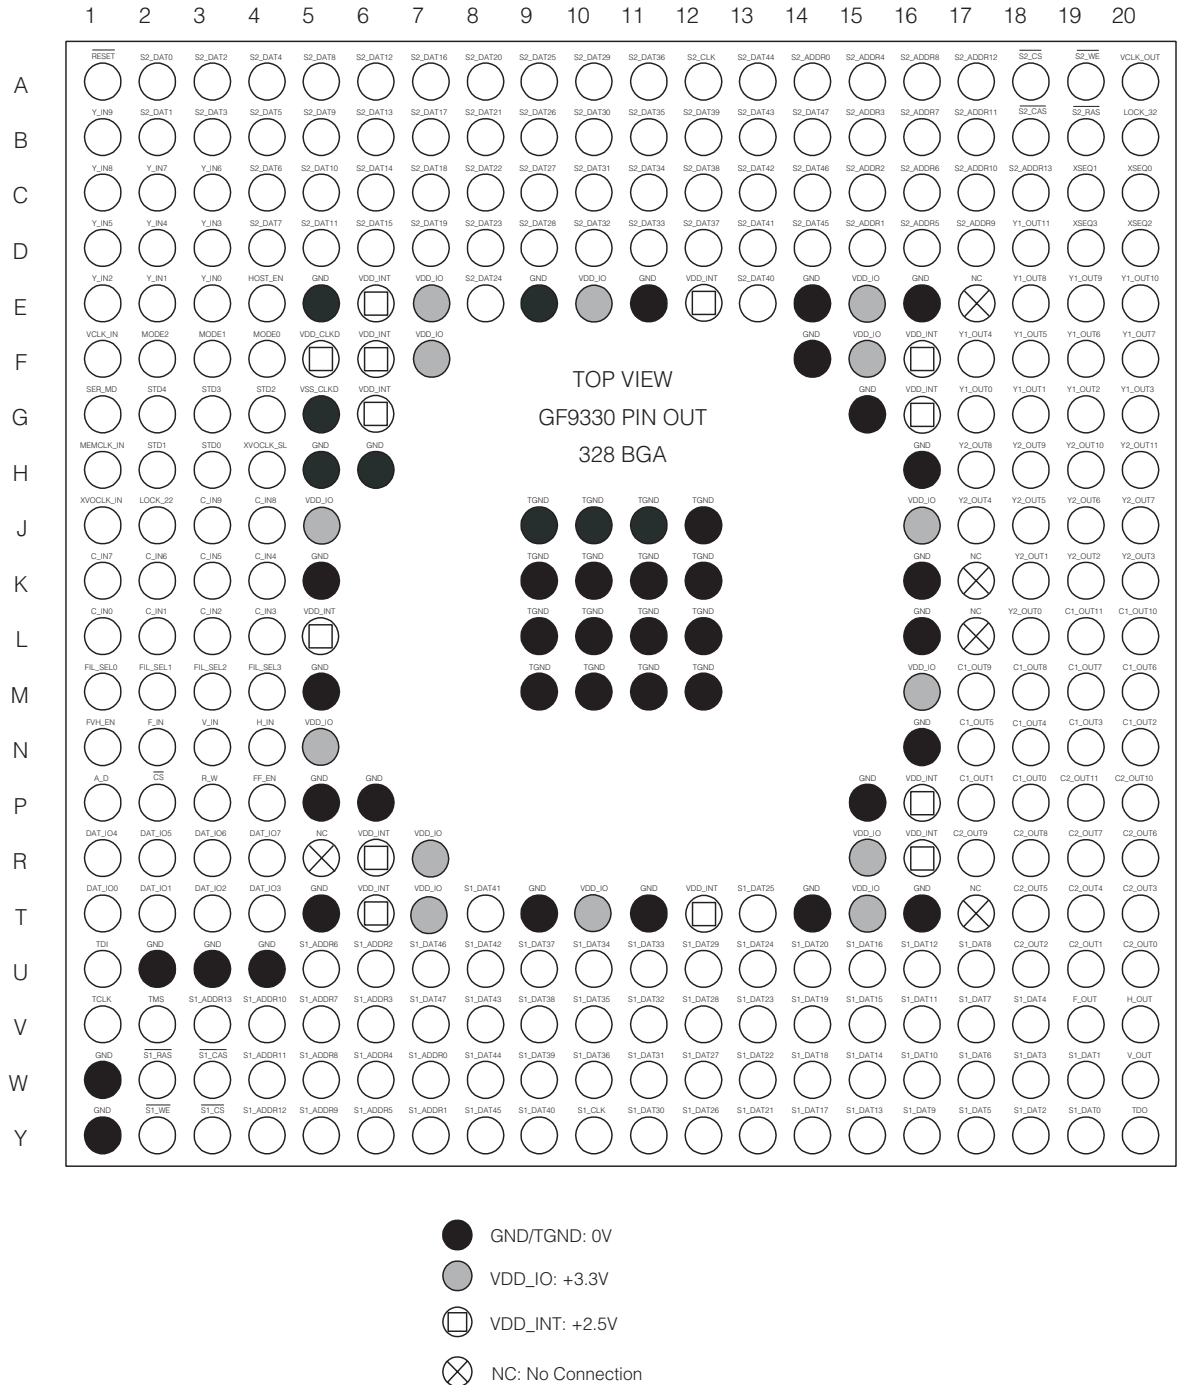 1 2 3 4 5 6 7 8 9 10 11 12 13 14 15 16 17 18 19 20
RESET S2_DAT0 S2_DAT2 S2_DAT4 S2_DAT8 S2_DAT12 S2_DAT16 S2_DAT20 S2_DAT25 S2_DAT29 S2_DAT36 S2_CLK S2_DAT44 S2_ADDR0 S2_ADDR4 S2_ADDR8 S2_ADDR12 S2_CS S2_WE VCLK_OUT
A
Y_IN9 S2_DAT1 S2_DAT3 S2_DAT5 S2_DAT9 S2_DAT13 S2_DAT17 S2_DAT21 S2_DAT26 S2_DAT30 S2_DAT35 S2_DAT39 S2_DAT43 S2_DAT47 S2_ADDR3 S2_ADDR7 S2_ADDR11 S2_CAS S2_RAS LOCK_32
B
Y_IN8 Y_IN7 Y_IN6 S2_DAT6 S2_DAT10 S2_DAT14 S2_DAT18 S2_DAT22 S2_DAT27 S2_DAT31 S2_DAT34 S2_DAT38 S2_DAT42 S2_DAT46 S2_ADDR2 S2_ADDR6 S2_ADDR10 S2_ADDR13 XSEQ1 XSEQ0
C
Y_IN5 Y_IN4 Y_IN3 S2_DAT7 S2_DAT11 S2_DAT15 S2_DAT19 S2_DAT23 S2_DAT28 S2_DAT32 S2_DAT33 S2_DAT37 S2_DAT41 S2_DAT45 S2_ADDR1 S2_ADDR5 S2_ADDR9 Y1_OUT11 XSEQ3 XSEQ2
D
Y_IN2 Y_IN1 Y_IN0 HOST_EN GND VDD_INT VDD_IO S2_DAT24 GND VDD_IO GND VDD_INT S2_DAT40 GND VDD_IO GND NC Y1_OUT8 Y1_OUT9 Y1_OUT10
E
VCLK_IN MODE2 MODE1 MODE0 VDD_CLKD VDD_INT VDD_IO GND VDD_IO VDD_INT Y1_OUT4 Y1_OUT5 Y1_OUT6 Y1_OUT7
F
TOP VIEW
SER_MD STD4 STD3 STD2 VSS_CLKD VDD_INT GND VDD_INT Y1_OUT0 Y1_OUT1 Y1_OUT2 Y1_OUT3
G
GF9330 PIN OUT
MEMCLK_IN STD1 STD0 XVOCLK_SL GND GND GND Y2_OUT8 Y2_OUT9 Y2_OUT10 Y2_OUT11
328 BGA
H
XVOCLK_IN LOCK_22 C_IN9 C_IN8 VDD_IO TGND TGND TGND TGND VDD_IO Y2_OUT4 Y2_OUT5 Y2_OUT6 Y2_OUT7
J
C_IN7 C_IN6 C_IN5 C_IN4 GND TGND TGND TGND TGND GND NC Y2_OUT1 Y2_OUT2 Y2_OUT3
K
C_IN0 C_IN1 C_IN2 C_IN3 VDD_INT TGND TGND TGND TGND GND NC Y2_OUT0 C1_OUT11 C1_OUT10
L
FIL_SEL0 FIL_SEL1 FIL_SEL2 FIL_SEL3 GND TGND TGND TGND TGND VDD_IO C1_OUT9 C1_OUT8 C1_OUT7 C1_OUT6
M
FVH_EN F_IN V_IN H_IN VDD_IO GND C1_OUT5 C1_OUT4 C1_OUT3 C1_OUT2
N
A_D CS R_W FF_EN GND GND GND VDD_INT C1_OUT1 C1_OUT0 C2_OUT11 C2_OUT10
P
DAT_IO4 DAT_IO5 DAT_IO6 DAT_IO7 NC VDD_INT VDD_IO VDD_IO VDD_INT C2_OUT9 C2_OUT8 C2_OUT7 C2_OUT6
R
DAT_IO0 DAT_IO1 DAT_IO2 DAT_IO3 GND VDD_INT VDD_IO S1_DAT41 GND VDD_IO GND VDD_INT S1_DAT25 GND VDD_IO GND NC C2_OUT5 C2_OUT4 C2_OUT3
T
TDI GND GND GND S1_ADDR6 S1_ADDR2 S1_DAT46 S1_DAT42 S1_DAT37 S1_DAT34 S1_DAT33 S1_DAT29 S1_DAT24 S1_DAT20 S1_DAT16 S1_DAT12 S1_DAT8 C2_OUT2 C2_OUT1 C2_OUT0
U
TCLK TMS S1_ADDR13 S1_ADDR10 S1_ADDR7 S1_ADDR3 S1_DAT47 S1_DAT43 S1_DAT38 S1_DAT35 S1_DAT32 S1_DAT28 S1_DAT23 S1_DAT19 S1_DAT15 S1_DAT11 S1_DAT7 S1_DAT4 F_OUT H_OUT
V
GND S1_RAS S1_CAS S1_ADDR11 S1_ADDR8 S1_ADDR4 S1_ADDR0 S1_DAT44 S1_DAT39 S1_DAT36 S1_DAT31 S1_DAT27 S1_DAT22 S1_DAT18 S1_DAT14 S1_DAT10 S1_DAT6 S1_DAT3 S1_DAT1 V_OUT
W
GND S1_WE S1_CS S1_ADDR12 S1_ADDR9 S1_ADDR5 S1_ADDR1 S1_DAT45 S1_DAT40 S1_CLK S1_DAT30 S1_DAT26 S1_DAT21 S1_DAT17 S1_DAT13 S1_DAT9 S1_DAT5 S1_DAT2 S1_DAT0 TDO
Y
GND/TGND: 0V
VDD_IO: +3.3V
VDD_INT: +2.5V
NC: No Connection